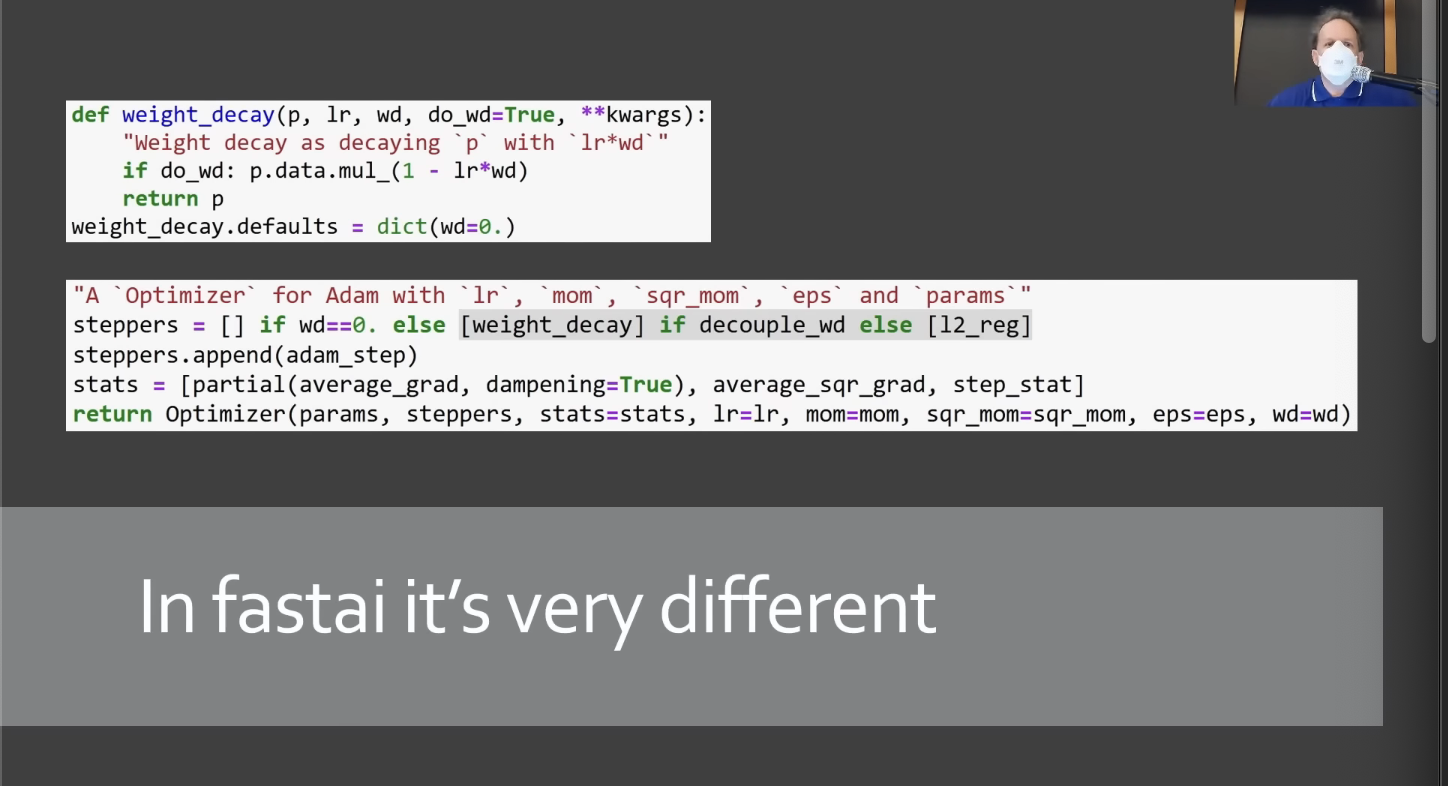 def weight_decay(p, lr, wd, do_wd=True, **kwargs):
    "Weight decay as decaying `p` with `lr*wd`"
    if do_wd: p.data.mul_(1 - lr*wd)
    return p
weight_decay.defaults = dict(wd=0.)
"A `Optimizer` for Adam with `lr`, `mom`, `sqr_mom`, `eps` and `params`"
steppers = [] if wd==0. else [weight_decay] if decouple_wd else [l2_reg]
steppers.append(adam_step)
stats = [partial(average_grad, dampening=True), average_sqr_grad, step_stat]
return Optimizer(params, steppers, stats=stats, lr=lr, mom=mom, sqr_mom=sqr_mom, eps=eps, wd=wd)
In fastai it’s very different